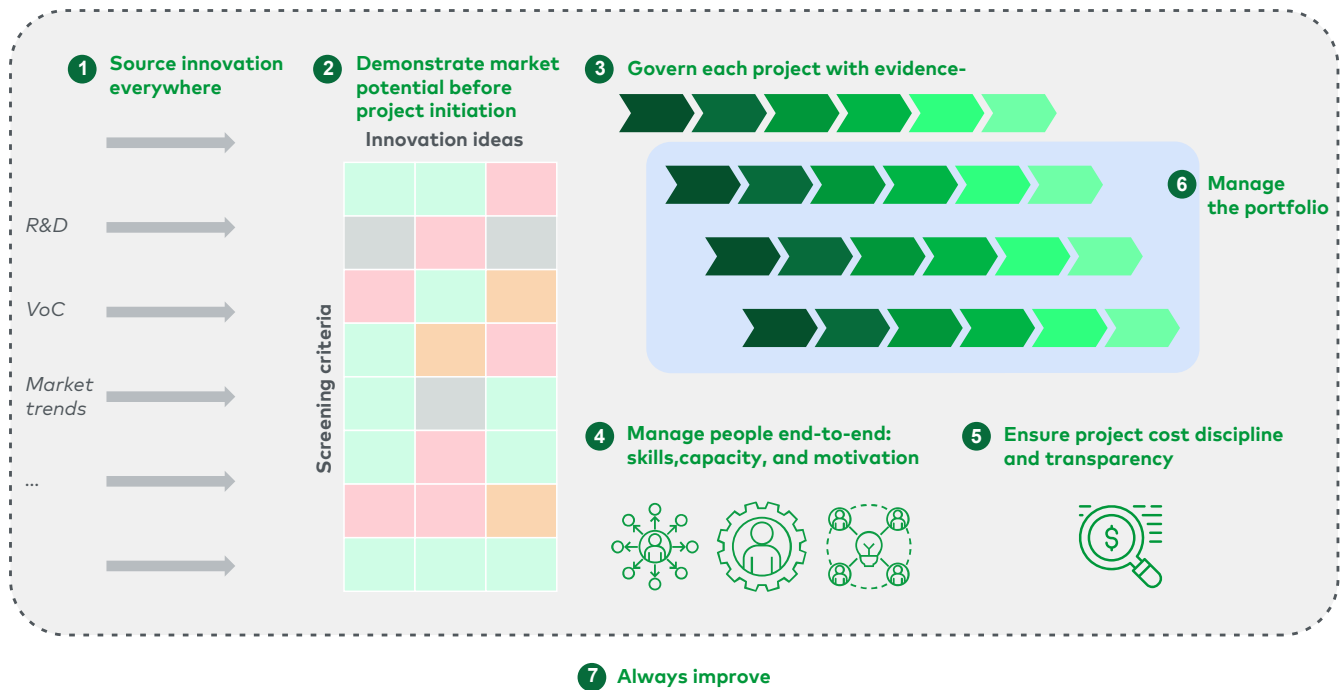 1 Source innovation
everywhere
R&D
VoC
Market
trends
...
2 Demonstrate market
potential before
project initiation
Innovation ideas
Screening criteria
3 Govern each project with evidence-
6 Manage
the portfolio
4 Manage people end-to-end:
skills,capacity, and motivation
5 Ensure project cost discipline
and transparency
$
7 Always improve